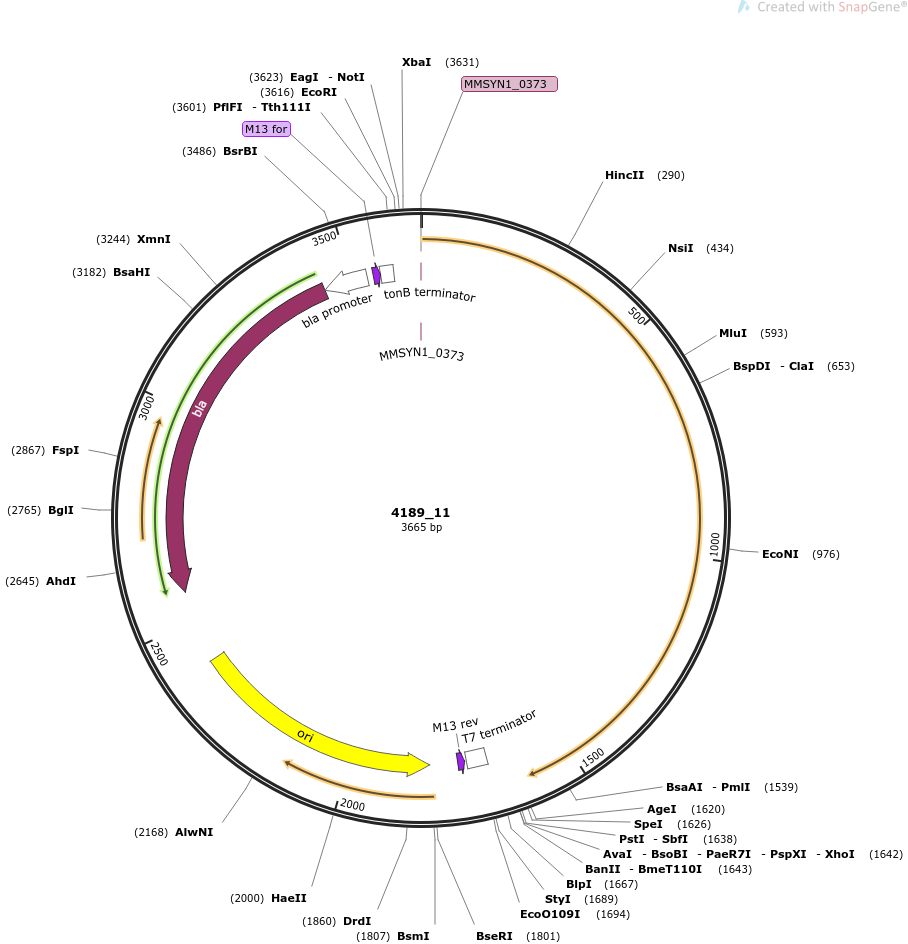 Created with SnapGene®
XbaI (3631)
(3623) EagI - NotI
MMSYN1_0373
(3616) EcoRI
(3601) PflFI - Tth111I
M13 for
(3486) BsrBI
HincII (290)
3500
(3244) XmnI
NsiI (434)
(3182) BsaHI
tonB terminator
bla promoter
500
MluI (593)
MMSYN1_0373
BspDI - ClaI (653)
3000
bla
(2867) FspI
(2765) BglI
4189_11
3665 bp
1000
EcoNI (976)
(2645) AhdI
2500
M13 rev
T7 terminator
ori
1500
BsaAI - PmlI (1539)
2000
AgeI (1620)
SpeI (1626)
(2168) AlwNI
PstI - SbfI (1638)
AvaI - BsoBI - PaeR7I - PspXI - XhoI (1642)
BanII - BmeT110I (1643)
BlpI (1667)
(2000) HaeII
StyI (1689)
EcoO109I (1694)
(1860) DrdI
(1807) BsmI
BseRI (1801)